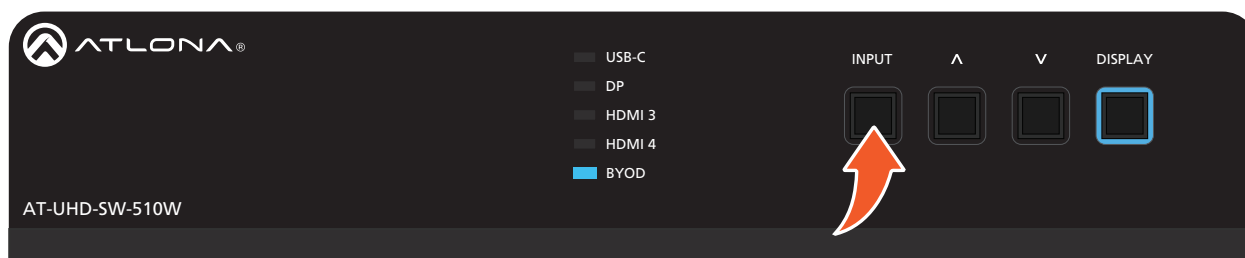 ATLONA®
USB-C
DP
HDMI 3
HDMI 4
BYOD
INPUT ∧ ∨ DISPLAY
AT-UHD-SW-510W